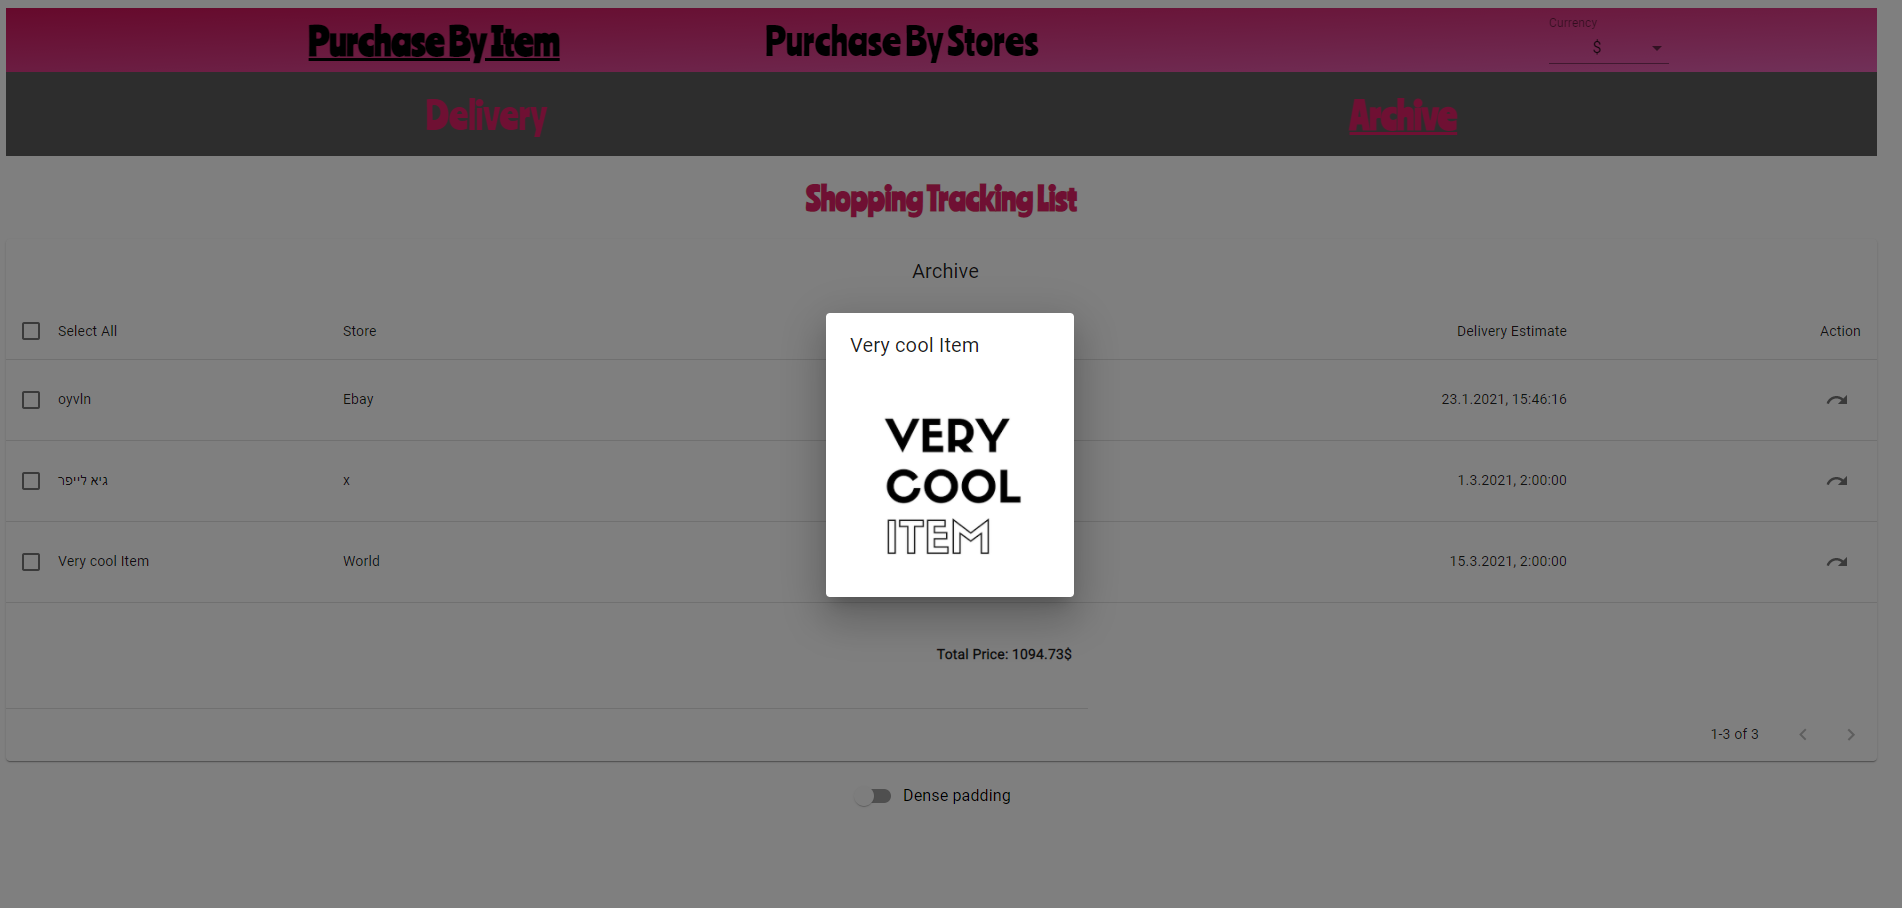 Purchase By Item
Purchase By Stores
Currency
$
Delivery
Archive
Shopping Tracking List
Archive
Select All
Store
Delivery Estimate
Action
oyvln
Ebay
23.1.2021, 15:46:16
גיא לייפר
x
1.3.2021, 2:00:00
Very cool Item
World
15.3.2021, 2:00:00
Very cool Item
VERY
COOL
ITEM
Total Price: 1094.73$
1-3 of 3
Dense padding